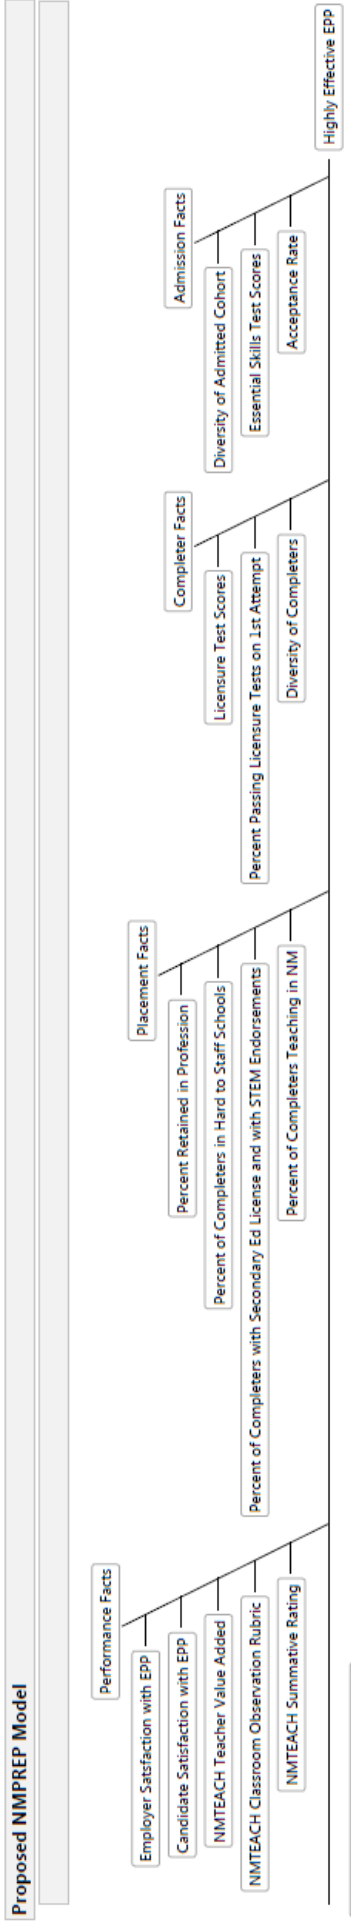 Proposed NMPREP Model
Performance Facts
Employer Satsfaction with EPP
Candidate Satisfaction with EPP
NMTEACH Teacher Value Added
NMTEACH Classroom Observation Rubric
NMTEACH Summative Rating
Placement Facts
Percent Retained in Profession
Percent of Completers in Hard to Staff Schools
Percent of Completers with Secondary Ed License and with STEM Endorsements
Percent of Completers Teaching in NM
Completer Facts
Licensure Test Scores
Percent Passing Licensure Tests on 1st Attempt
Diversity of Completers
Admission Facts
Diversity of Admitted Cohort
Essential Skills Test Scores
Acceptance Rate
Highly Effective EPP